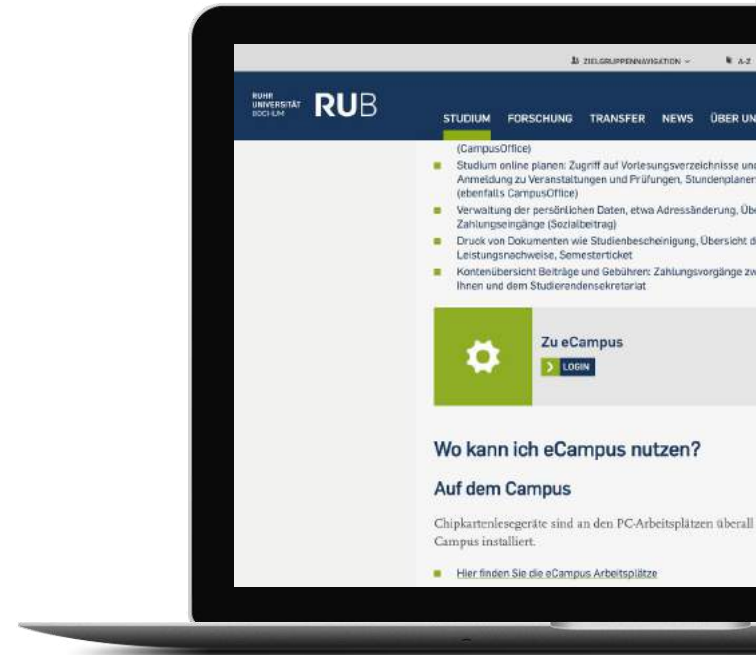 ZIELGRUPPENNAVIGATION
A-Z
RUHR
UNIVERSITÄT
BOCHUM
RUB
STUDIUM FORSCHUNG TRANSFER NEWS ÜBER UN
(CampusOffice)
Studium online planen: Zugriff auf Vorlesungsverzeichnisse und
Anmeldung zu Veranstaltungen und Prüfungen, Stundenplaner
(ebenfalls CampusOffice)
Verwaltung der persönlichen Daten, etwa Adressänderung, Übe
Zahlungseingänge (Sozialbeitrag)
Druck von Dokumenten wie Studienbescheinigung, Übersicht d
Leistungsnachweise, Semesterticket
Kontenübersicht Beiträge und Gebühren: Zahlungsvorgänge zw
Ihnen und dem Studierendensekretariat
Zu eCampus
LOGIN
Wo kann ich eCampus nutzen?
Auf dem Campus
Chipkartenlesegeräte sind an den PC-Arbeitsplätzen überall
Campus installiert.
Hier finden Sie die eCampus Arbeitsplätze